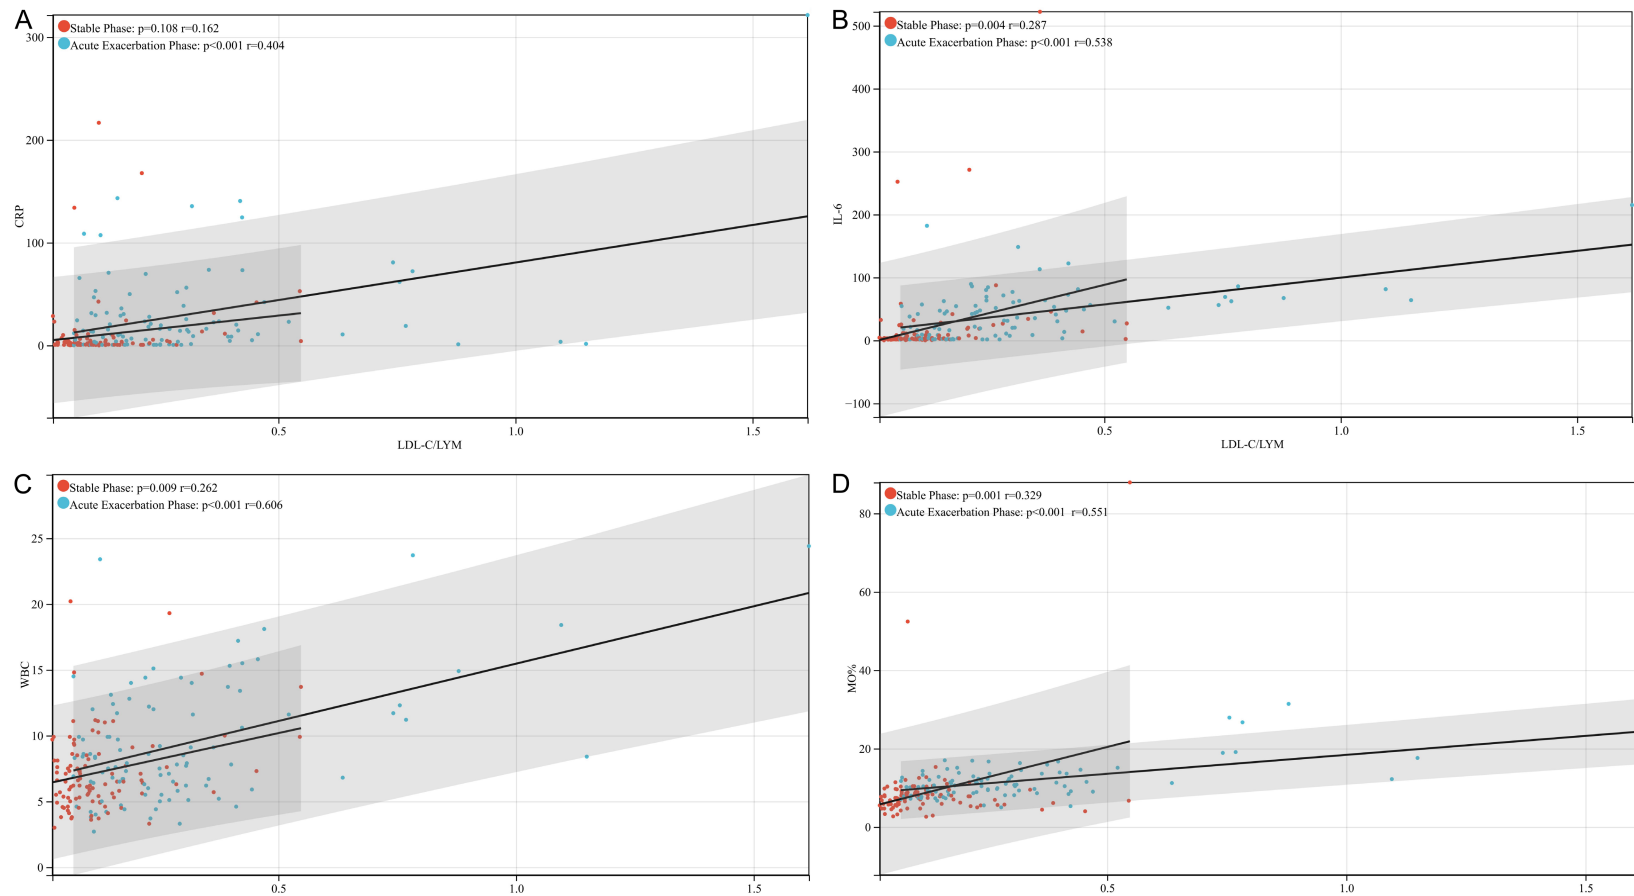 A
Stable Phase: p=0.108 r=0.162
Acute Exacerbation Phase: p<0.001 r=0.404
300
200
100
0
CRP
0.5
1.0
1.5
LDL-C/LYM
B
Stable Phase: p=0.004 r=0.287
Acute Exacerbation Phase: p<0.001 r=0.538
500
400
300
200
100
0
−100
IL-6
0.5
1.0
1.5
LDL-C/LYM
C
Stable Phase: p=0.009 r=0.262
Acute Exacerbation Phase: p<0.001 r=0.606
25
20
15
10
5
0
WBC
0.5
1.0
1.5
D
Stable Phase: p=0.001 r=0.329
Acute Exacerbation Phase: p<0.001 r=0.551
80
60
40
20
0
MO%
0.5
1.0
1.5